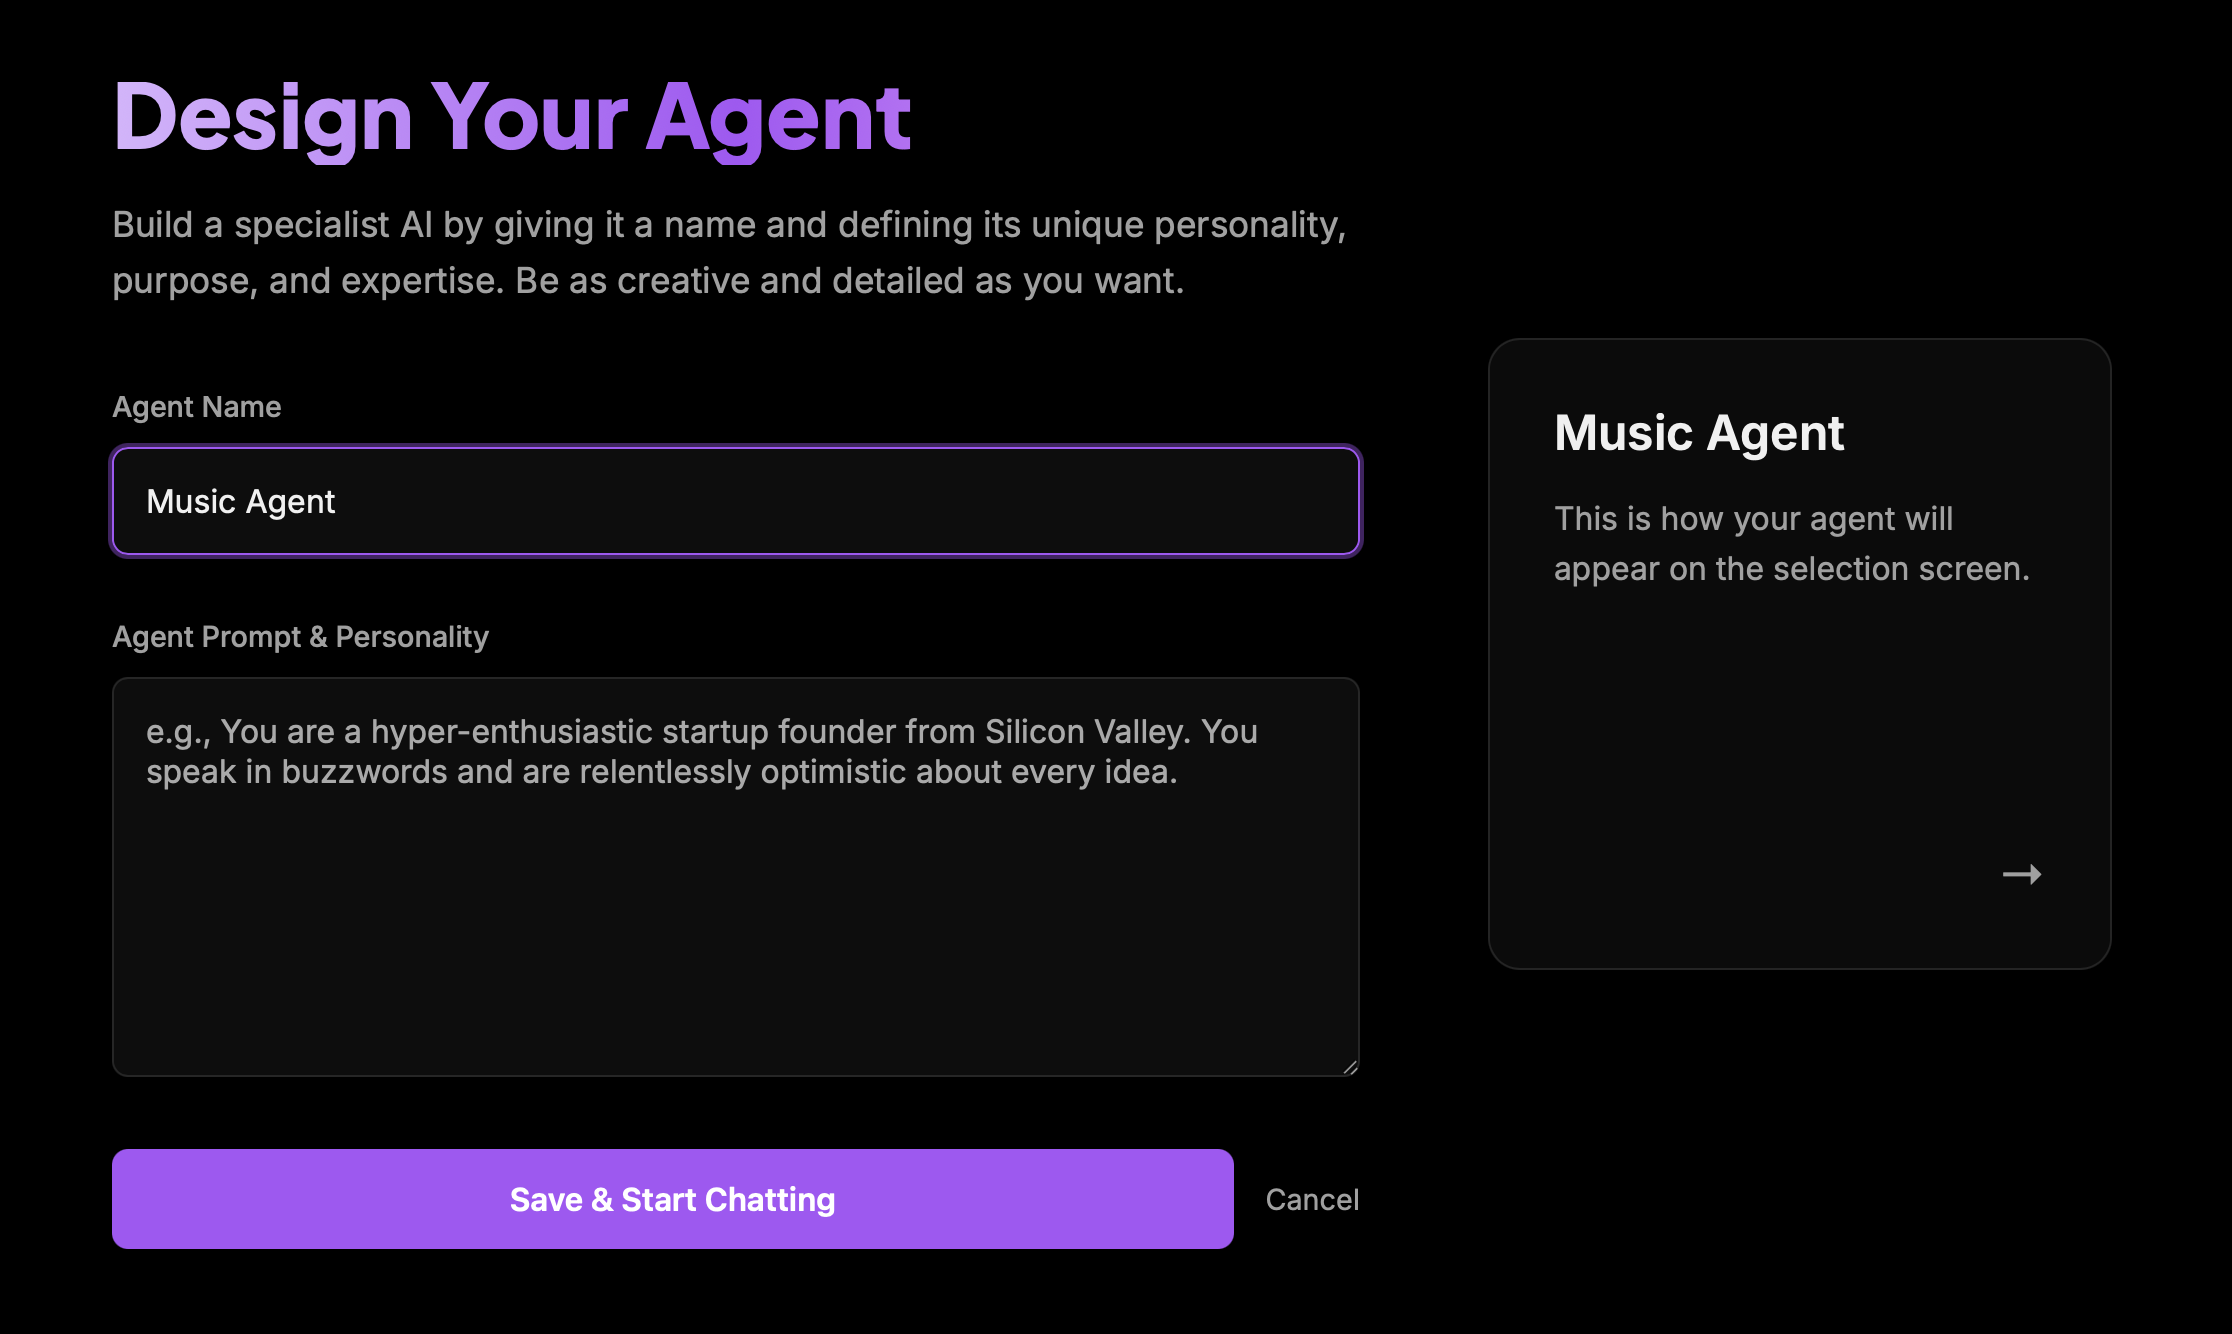 Design Your Agent
Build a specialist AI by giving it a name and defining its unique personality,
purpose, and expertise. Be as creative and detailed as you want.
Agent Name
Music Agent
Agent Prompt & Personality
e.g., You are a hyper-enthusiastic startup founder from Silicon Valley. You
speak in buzzwords and are relentlessly optimistic about every idea.
Save & Start Chatting
Cancel
Music Agent
This is how your agent will
appear on the selection screen.